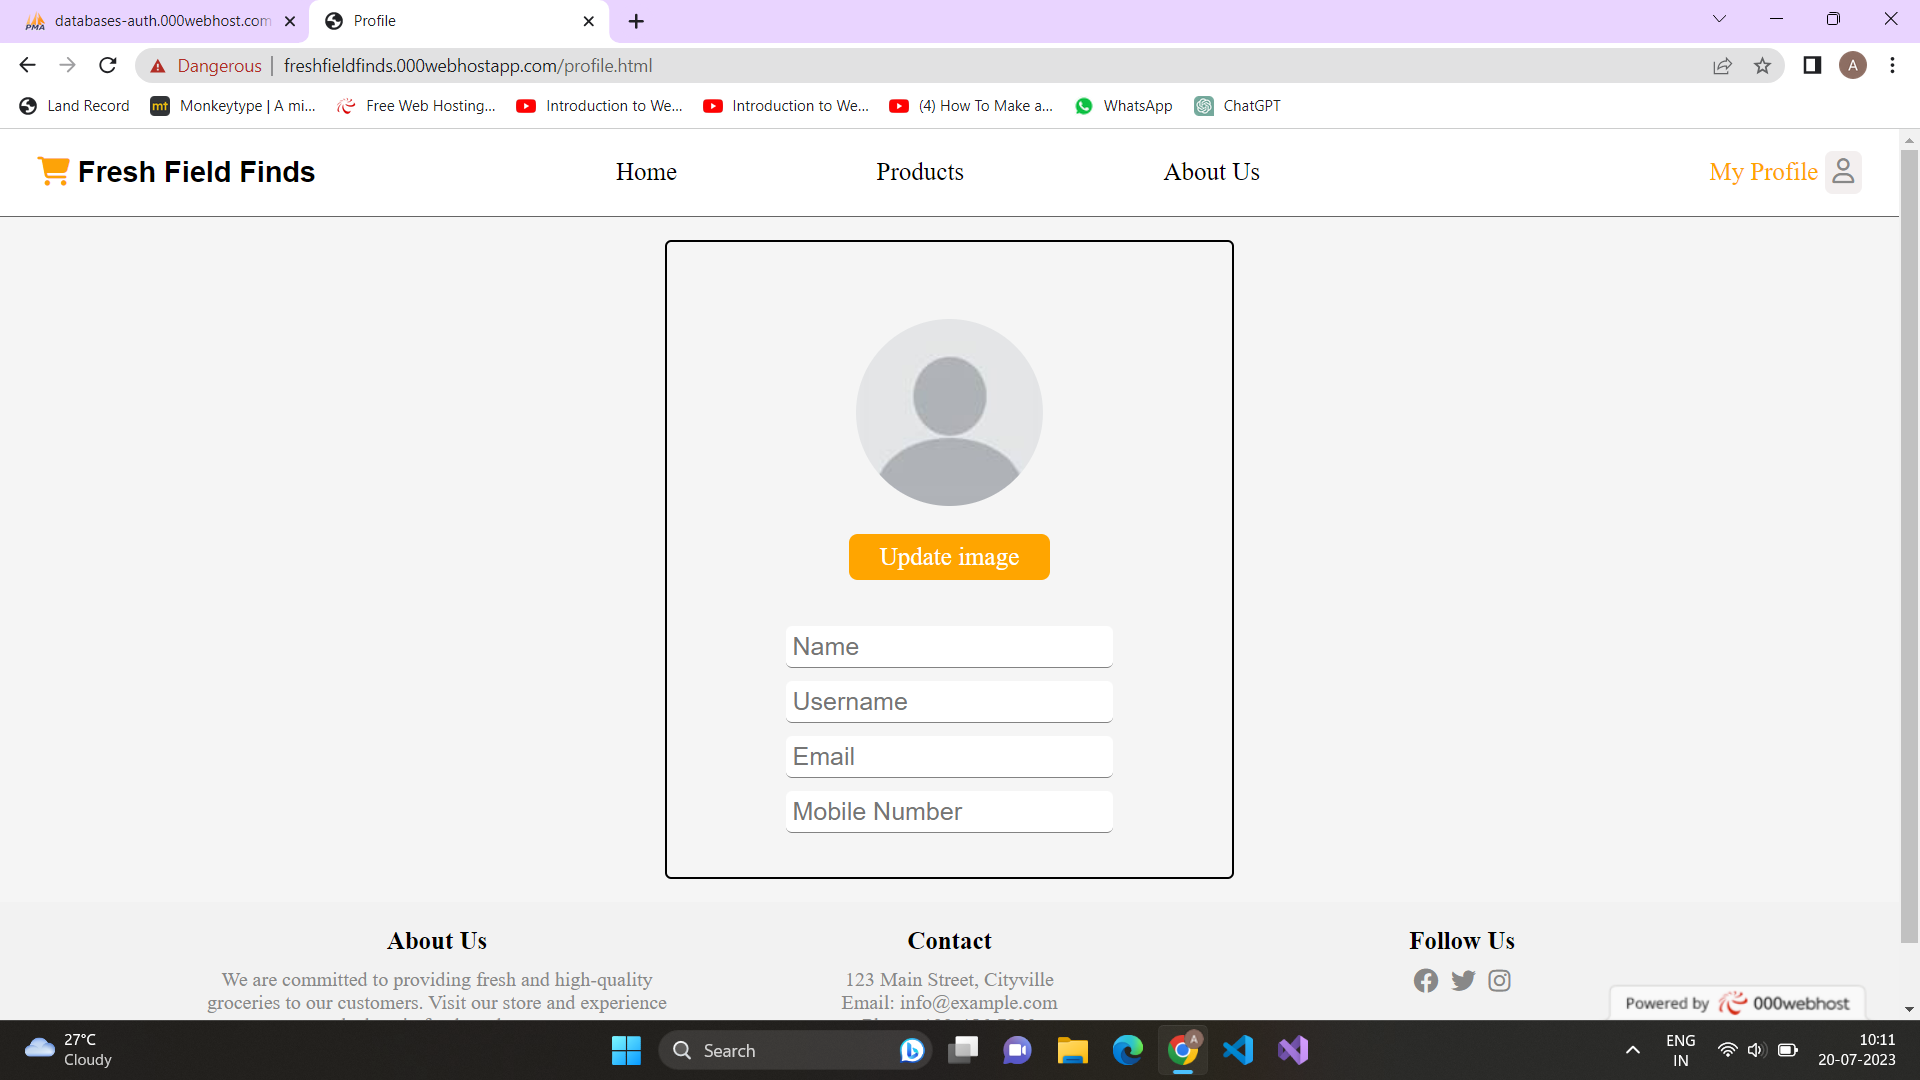 databases-auth.000webhost.com
Profile
Dangerous
freshfieldfinds.000webhostapp.com/profile.html
A
Land Record
mt
Monkeytype | A mi...
Free Web Hosting...
Introduction to We...
Introduction to We...
(4) How To Make a...
WhatsApp
ChatGPT
Fresh Field Finds
Home
Products
About Us
My Profile
Update image
Name
Username
Email
Mobile Number
About Us
We are committed to providing fresh and high-quality
groceries to our customers. Visit our store and experience
Contact
123 Main Street, Cityville
Email: info@example.com
Follow Us
Powered by 000webhost
27°C
Cloudy
Search
A
ENG
IN
10:11
20-07-2023